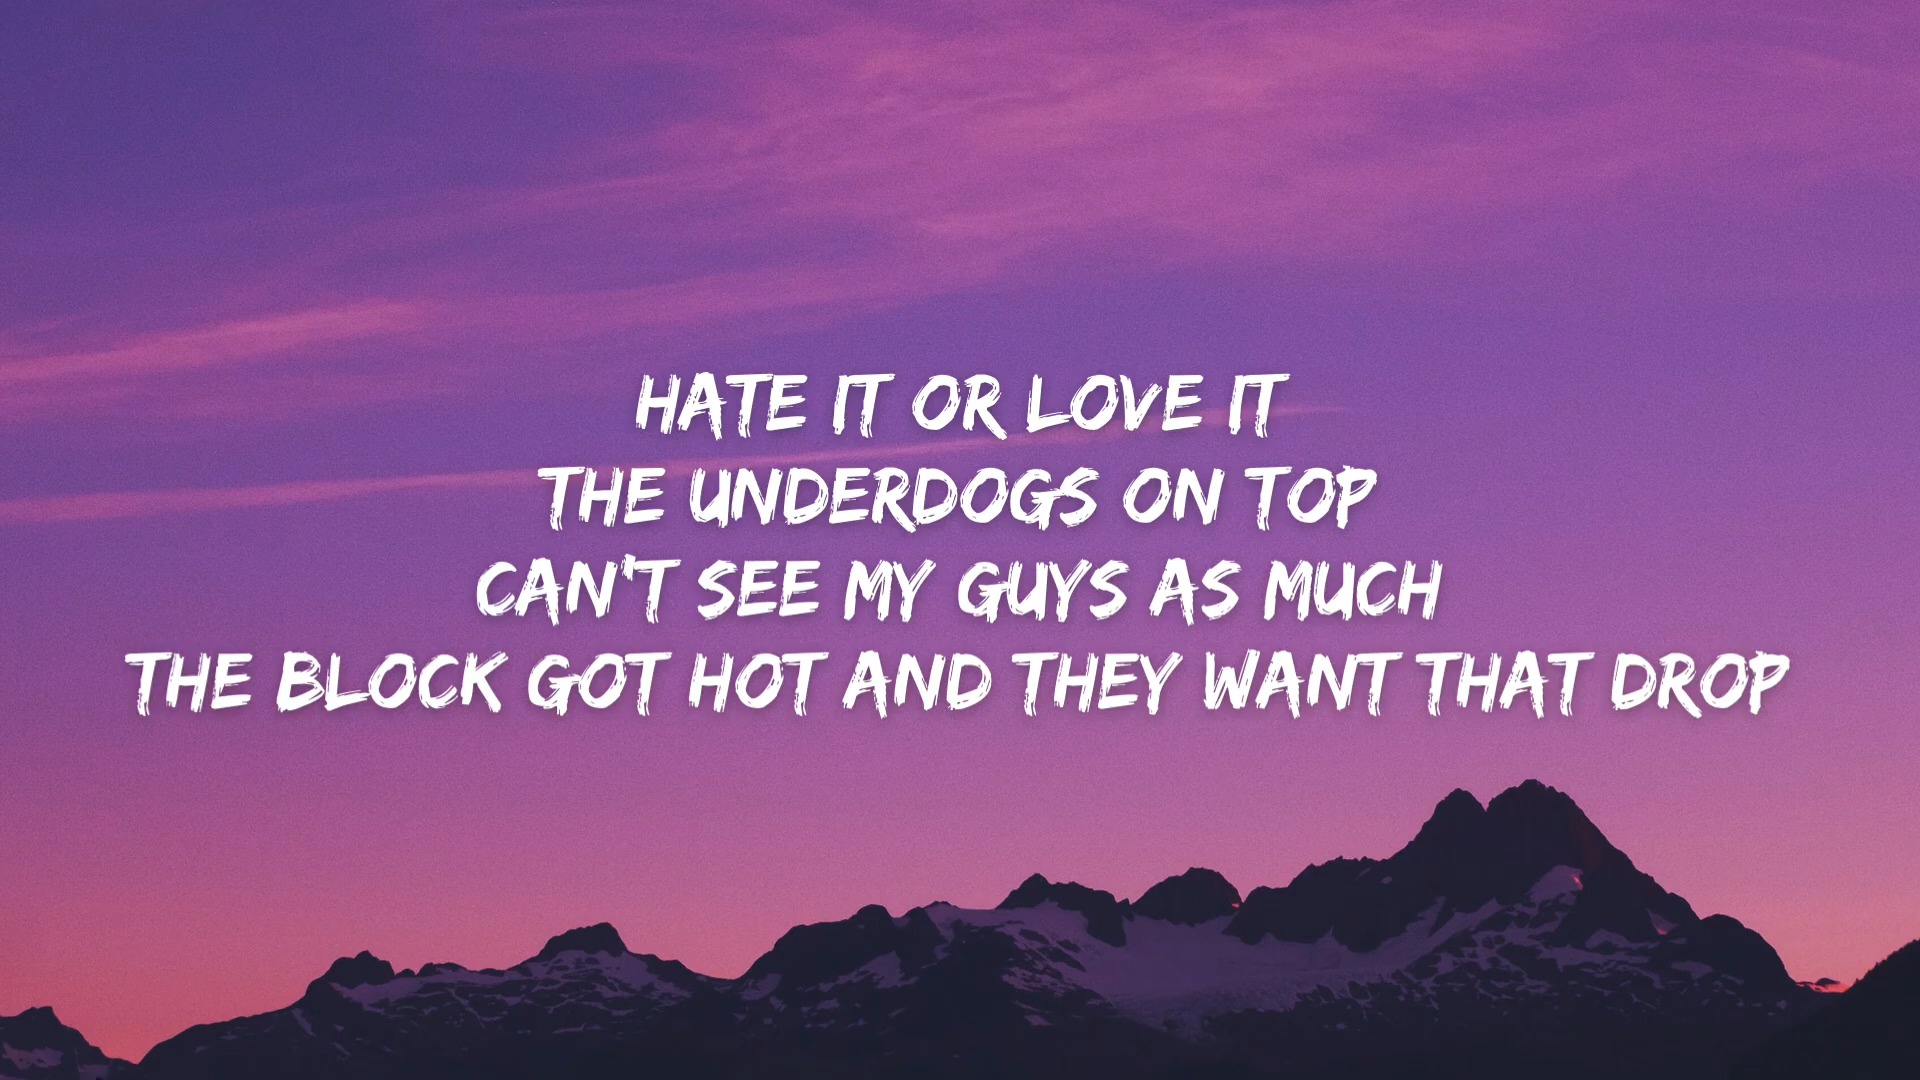 HATE IT OR LOVE IT
THE UNDERDOGS ON TOP
CAN'T SEE MY GUYS AS MUCH
THE BLOCK GOT HOT AND THEY WANT THAT DROP